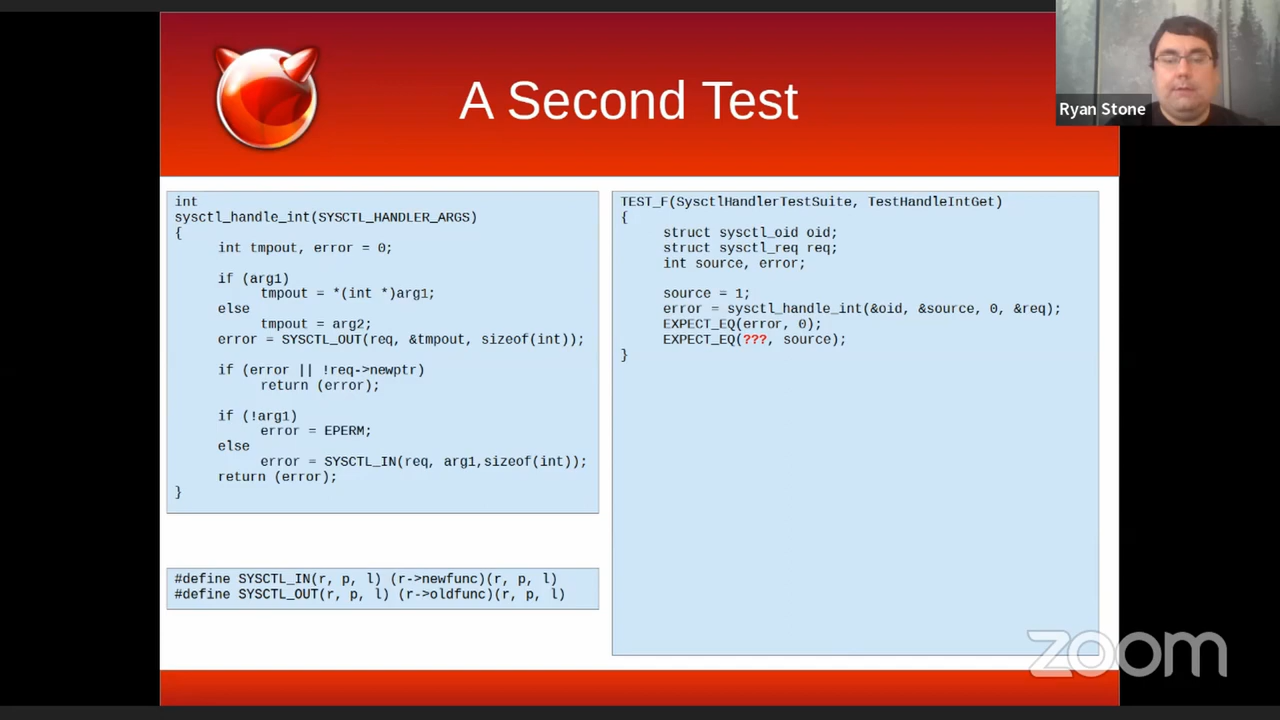 A Second Test
Ryan Stone
int
sysctl_handle_int(SYSCTL_HANDLER_ARGS)
{
int tmpout, error = 0;
if (arg1)
tmpout = *(int *)arg1;
else
tmpout = arg2;
error = SYSCTL_OUT(req, &tmpout, sizeof(int));
if (error || !req->newptr)
return (error);
if (!arg1)
error = EPERM;
else
error = SYSCTL_IN(req, arg1,sizeof(int));
return (error);
}
#define SYSCTL_IN(r, p, l) (r->newfunc)(r, p, l)
#define SYSCTL_OUT(r, p, l) (r->oldfunc)(r, p, l)
TEST_F(SysctlHandlerTestSuite, TestHandleIntGet)
{
struct sysctl_oid oid;
struct sysctl_req req;
int source, error;
source = 1;
error = sysctl_handle_int(&oid, &source, 0, &req);
EXPECT_EQ(error, 0);
EXPECT_EQ(???, source);
}
zoom